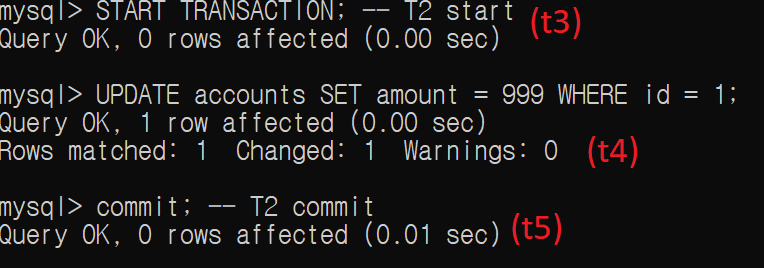 mysql> START TRANSACTION; -- T2 start (t3)
Query OK, 0 rows affected (0.00 sec)
mysql> UPDATE accounts SET amount = 999 WHERE id = 1;
Query OK, 1 row affected (0.00 sec)
Rows matched: 1  Changed: 1  Warnings: 0 (t4)
mysql> commit; -- T2 commit
Query OK, 0 rows affected (0.01 sec) (t5)